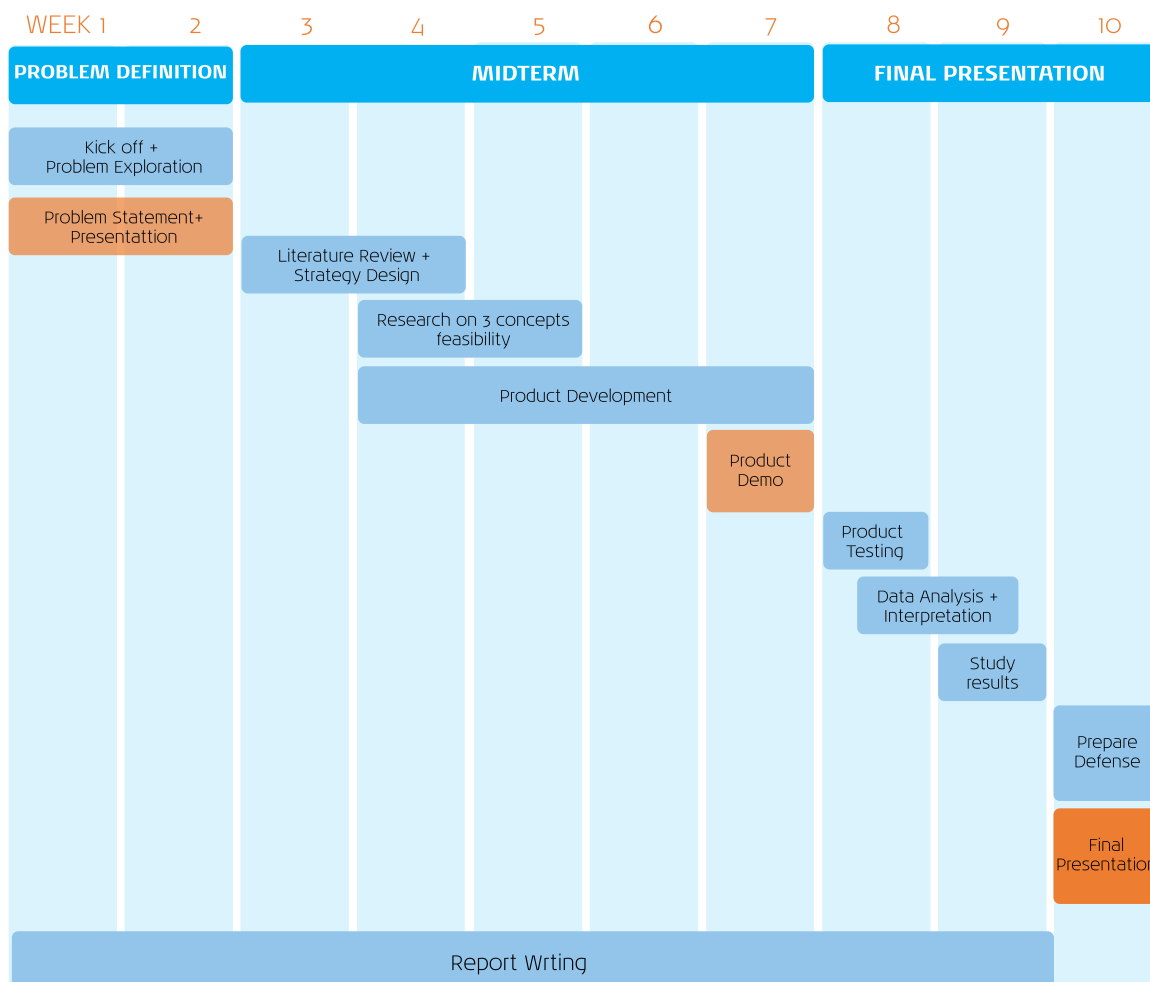 WEEK 1 2 3 4 5 6 7 8 9 10
PROBLEM DEFINITION MIDTERM FINAL PRESENTATION
Kick off +
Problem Exploration
Problem Statement+
Presentattion
Literature Review +
Strategy Design
Research on 3 concepts
feasibility
Product Development
Product
Demo
Product
Testing
Data Analysis +
Interpretation
Study
results
Prepare
Defense
Final
Presentation
Report Wrting